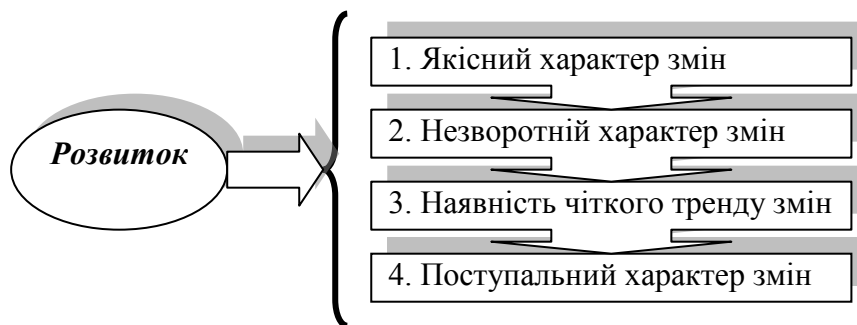 Розвиток
1. Якісний характер змін
2. Незворотній характер змін
3. Наявність чіткого тренду змін
4. Поступальний характер змін